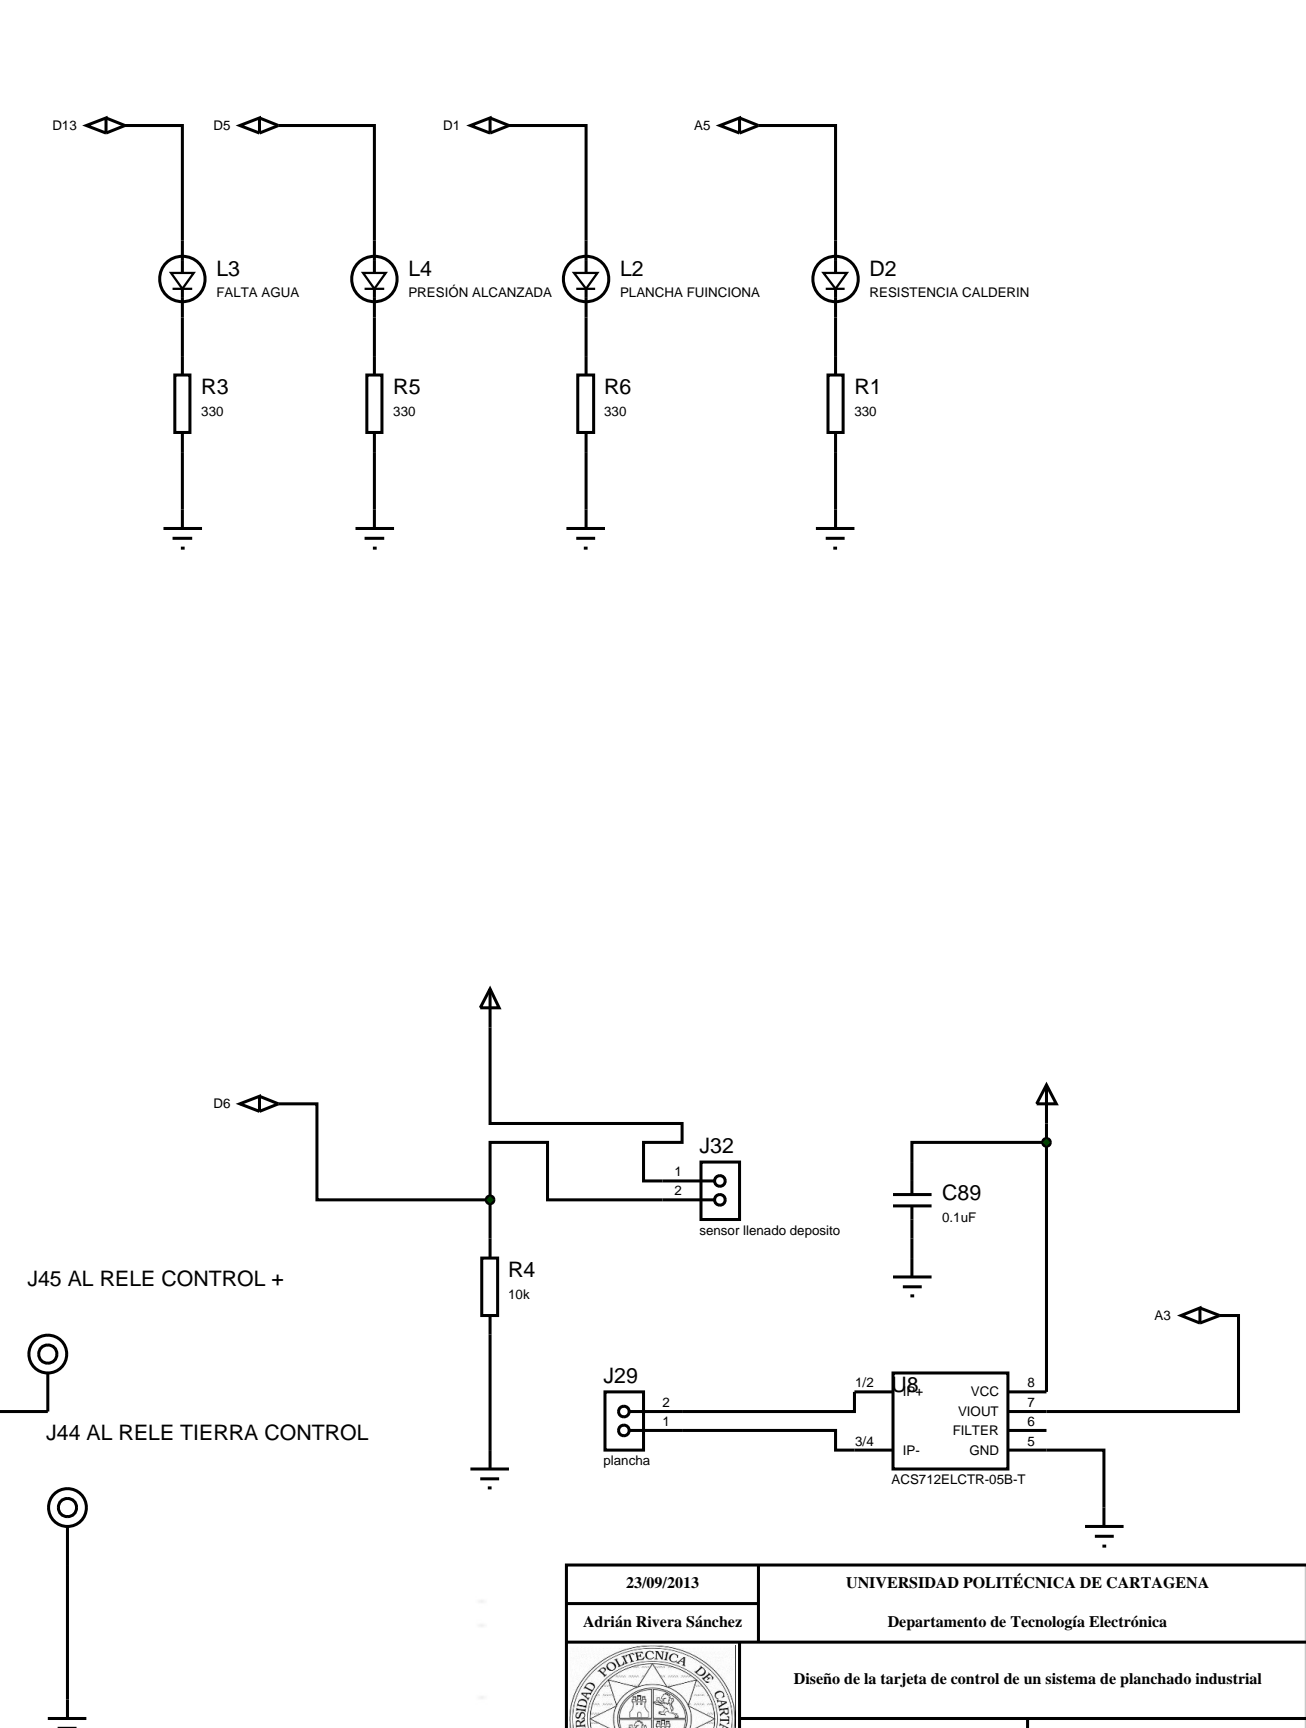 D13
D5
D1
A5
L3
FALTA AGUA
L4
PRESIÓN ALCANZADA
L2
PLANCHA FUINCIONA
D2
RESISTENCIA CALDERIN
R3
330
R5
330
R6
330
R1
330
D6
J32
1
2
sensor llenado deposito
C89
0.1uF
R4
10k
J45 AL RELE CONTROL +
A3
J29
2
1
plancha
1/2
3/4
U8
IP+
IP-
VCC
VIOUT
FILTER
GND
8
7
6
5
ACS712ELCTR-05B-T
J44 AL RELE TIERRA CONTROL
23/09/2013
UNIVERSIDAD POLITÉCNICA DE CARTAGENA
Adrián Rivera Sánchez
Departamento de Tecnología Electrónica
POLITECNICA DE
Diseño de la tarjeta de control de un sistema de planchado industrial